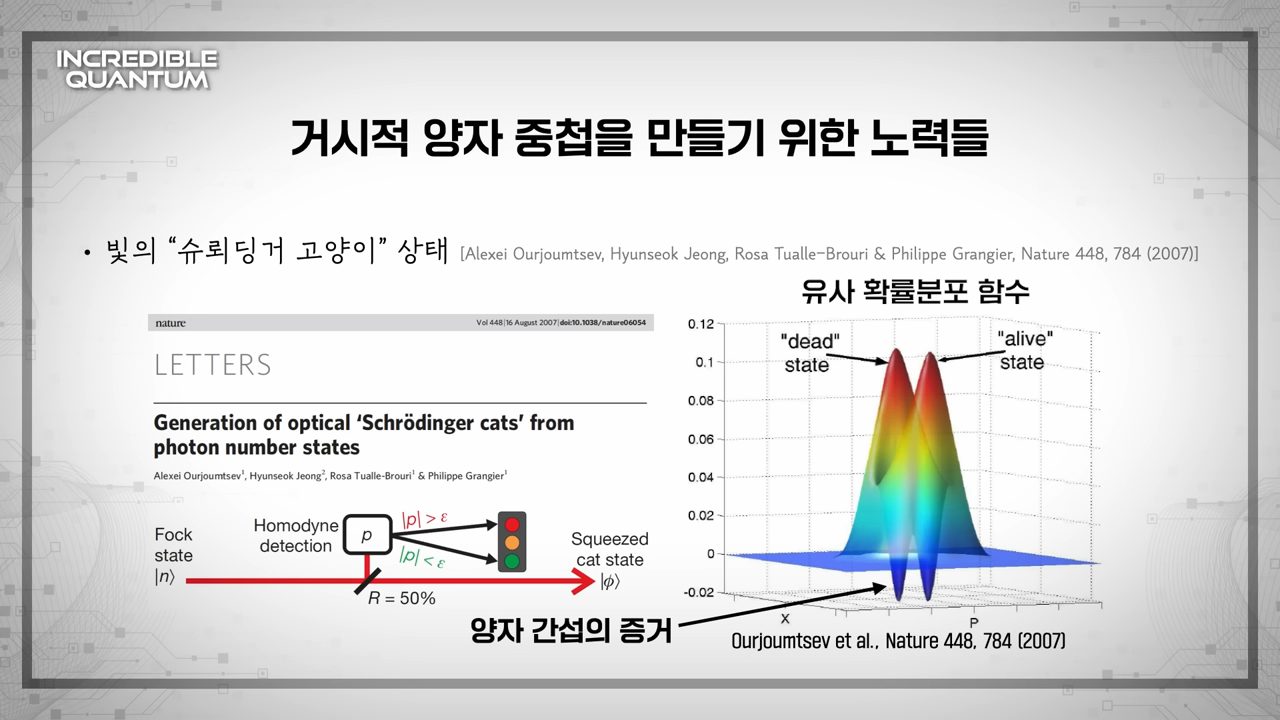 INCREDIBLE
QUANTUM
거시적 양자 중첩을 만들기 위한 노력들
• 빛의 “슈뢰딩거 고양이” 상태 [Alexei Ourjoumtsev, Hyunseok Jeong, Rosa Tualle-Brouri & Philippe Grangier, Nature 448, 784 (2007)]
nature
Vol 448|16 August 2007|doi:10.1038/nature06054
LETTERS
Generation of optical ‘Schrödinger cats’ from
photon number states
Alexei Ourjoumtsev¹, Hyunseok Jeong², Rosa Tualle-Brouri¹ & Philippe Grangier¹
Fock
state
|n⟩
Homodyne
detection
p
|p| > ε
|p| < ε
R = 50%
Squeezed
cat state
|ϕ⟩
유사 확률분포 함수
"dead"
state
"alive"
state
0.12
0.1
0.08
0.06
0.04
0.02
0
-0.02
X
P
양자 간섭의 증거
Ourjoumtsev et al., Nature 448, 784 (2007)